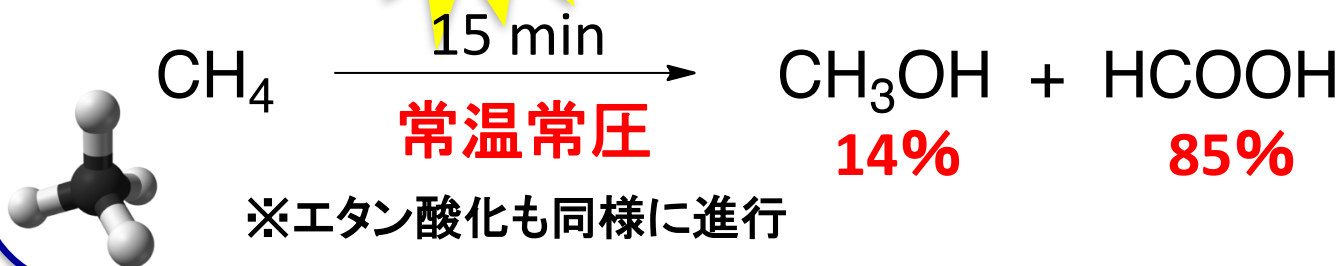 15 min
CH₄ → CH₃OH + HCOOH
常温常圧 14% 85%
※エタン酸化も同様に進行